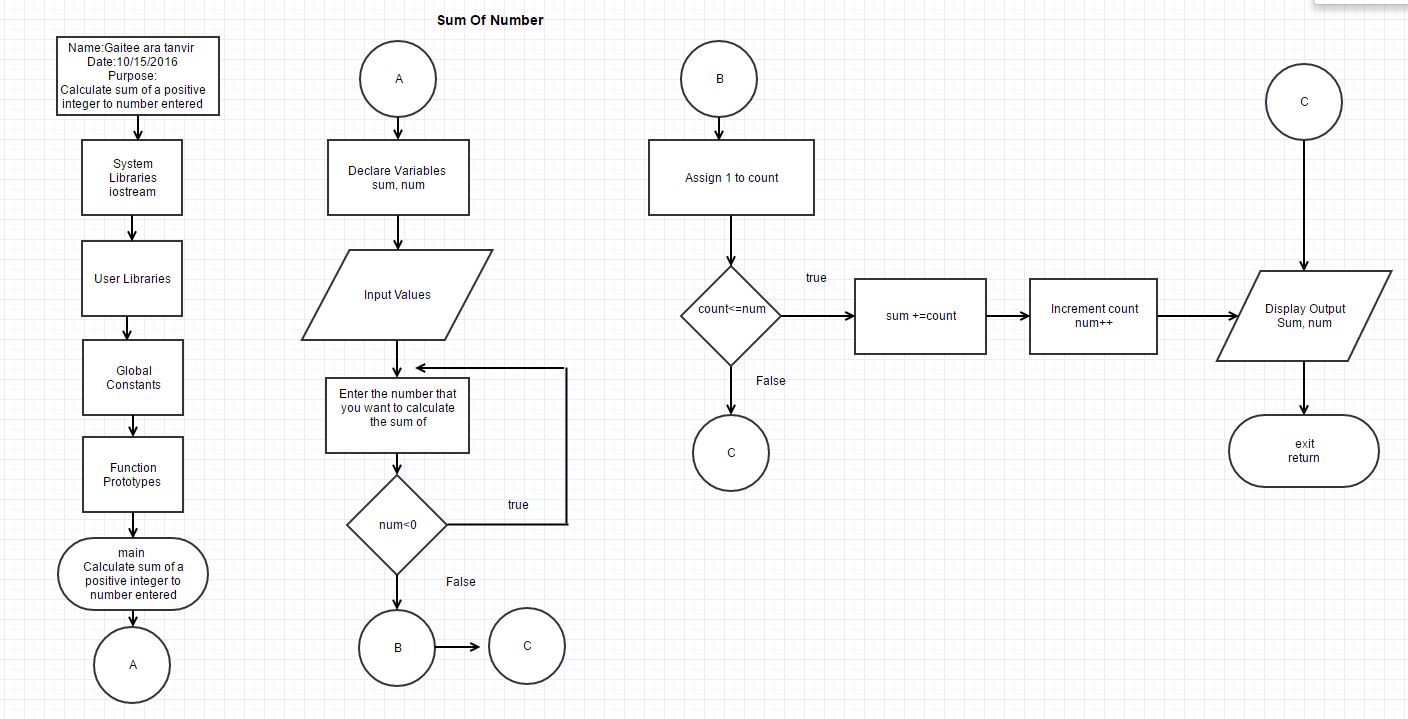 Sum Of Number
Name:Gaitee ara tanvir
Date:10/15/2016
Purpose:
Calculate sum of a positive
integer to number entered
System
Libraries
iostream
User Libraries
Global
Constants
Function
Prototypes
main
Calculate sum of a
positive integer to
number entered
A
A
Declare Variables
sum, num
Input Values
Enter the number that
you want to calculate
the sum of
num<0
true
False
B
C
B
Assign 1 to count
count<=num
true
False
C
sum +=count
Increment count
num++
C
Display Output
Sum, num
exit
return